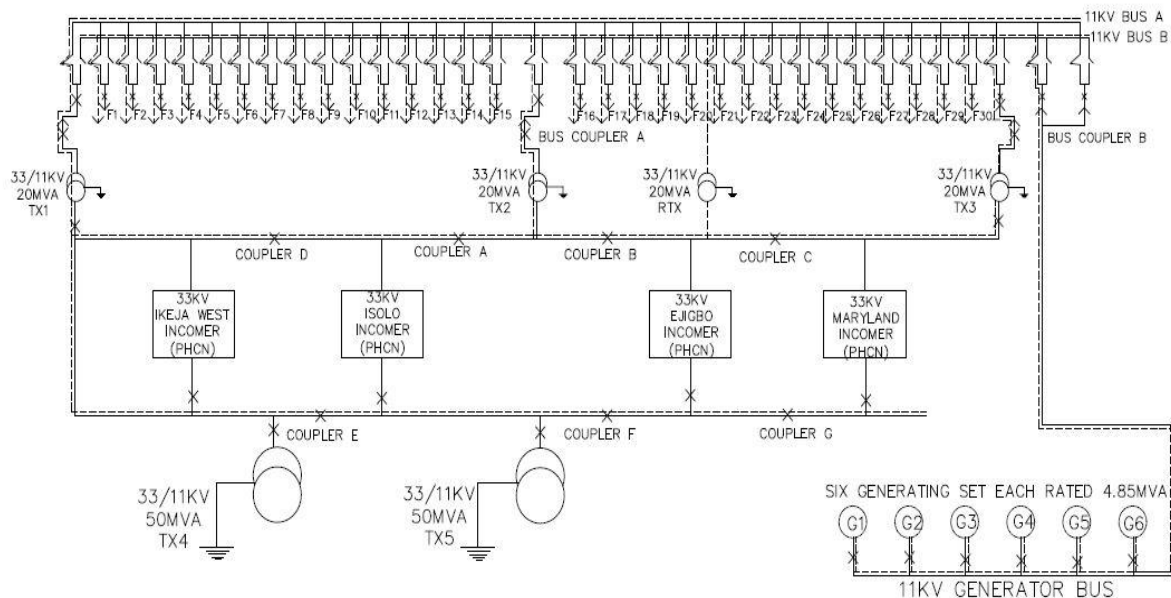 11KV BUS A
11KV BUS B
F1 F2 F3 F4 F5 F6 F7 F8 F9 F10 F11 F12 F13 F14 F15 F16 F17 F18 F19 F20 F21 F22 F23 F24 F25 F26 F27 F28 F29 F30
BUS COUPLER A
BUS COUPLER B
33/11KV
20MVA
TX1
33/11KV
20MVA
TX2
33/11KV
20MVA
RTX
33/11KV
20MVA
TX3
COUPLER D
COUPLER A
COUPLER B
COUPLER C
33KV
IKEJA WEST
INCOMER
(PHCN)
33KV
ISOLO
INCOMER
(PHCN)
33KV
EJIGBO
INCOMER
(PHCN)
33KV
MARYLAND
INCOMER
(PHCN)
COUPLER E
COUPLER F
COUPLER G
33/11KV
50MVA
TX4
33/11KV
50MVA
TX5
SIX GENERATING SET EACH RATED 4.85MVA
G1 G2 G3 G4 G5 G6
11KV GENERATOR BUS